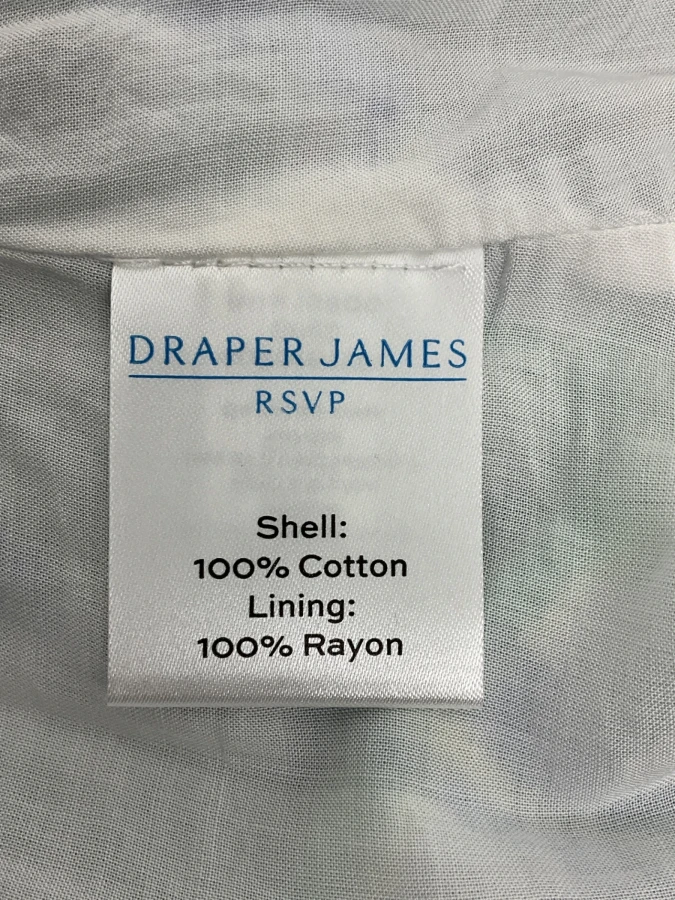 DRAPER JAMES
RSVP
Shell:
100% Cotton
Lining:
100% Rayon